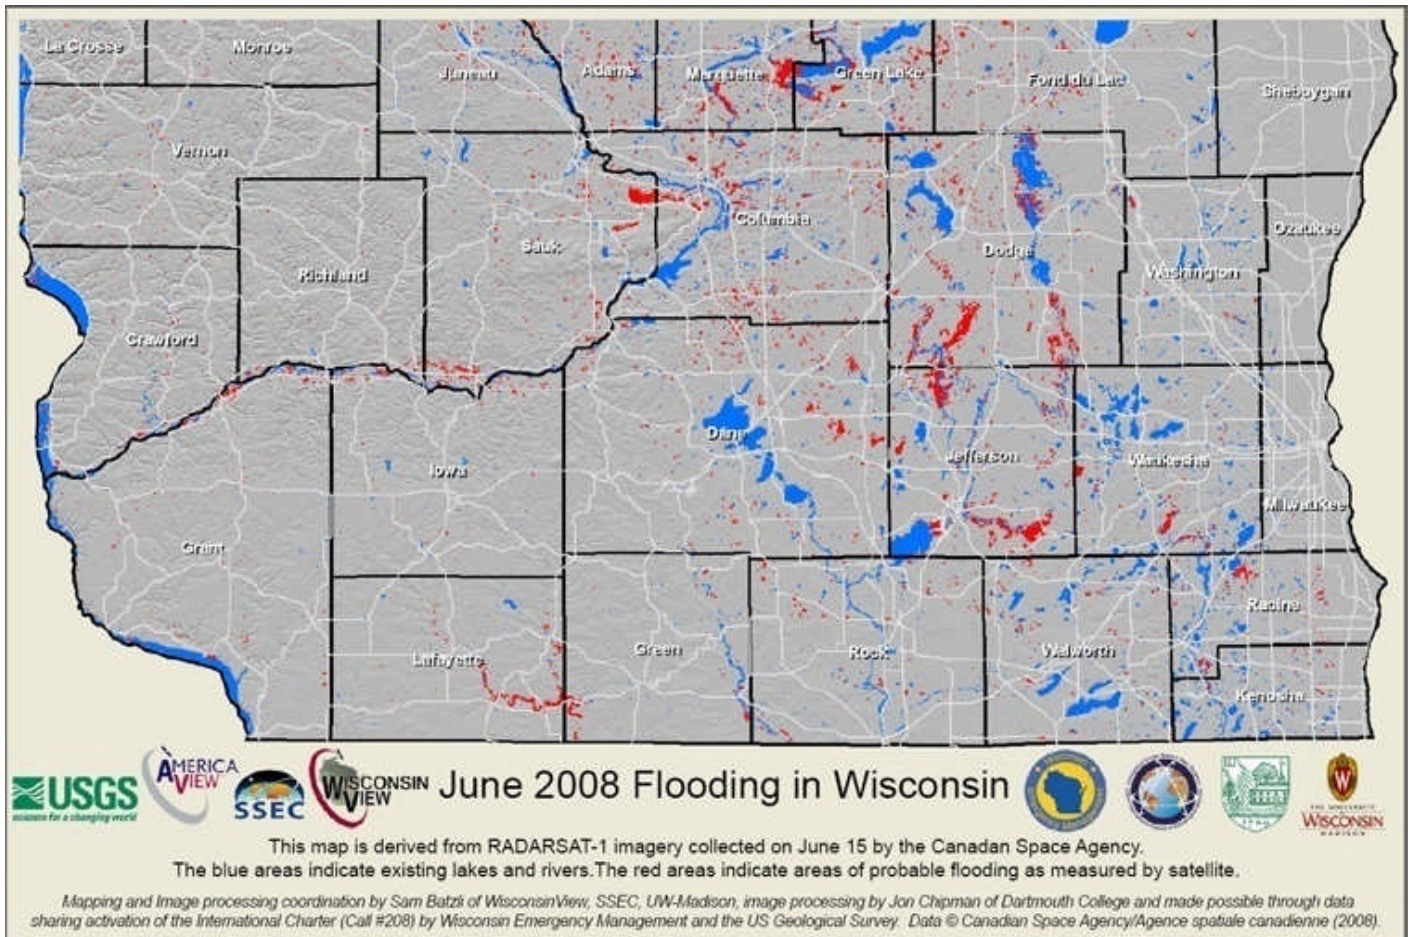 La Crosse
Monroe
Juneau
Adams
Marquette
Green Lake
Fond du Lac
Sheboygan
Vernon
Columbia
Sauk
Dodge
Ozaukee
Richland
Washington
Crawford
Dane
Iowa
Jefferson
Waukesha
Milwaukee
Grant
Racine
Lafayette
Green
Rock
Walworth
Kenosha
USGS
science for a changing world
AMERICA
VIEW
SSEC
WISCONSIN
VIEW
June 2008 Flooding in Wisconsin
THE UNIVERSITY
WISCONSIN
MADISON
This map is derived from RADARSAT-1 imagery collected on June 15 by the Canadan Space Agency.
The blue areas indicate existing lakes and rivers.The red areas indicate areas of probable flooding as measured by satellite.
Mapping and Image processing coordination by Sam Batzli of WisconsinView, SSEC, UW-Madison, image processing by Jon Chipman of Dartmouth College and made possible through data
sharing activation of the International Charter (Call #208) by Wisconsin Emergency Management and the US Geological Survey. Data © Canadian Space Agency/Agence spatiale canadienne (2008).